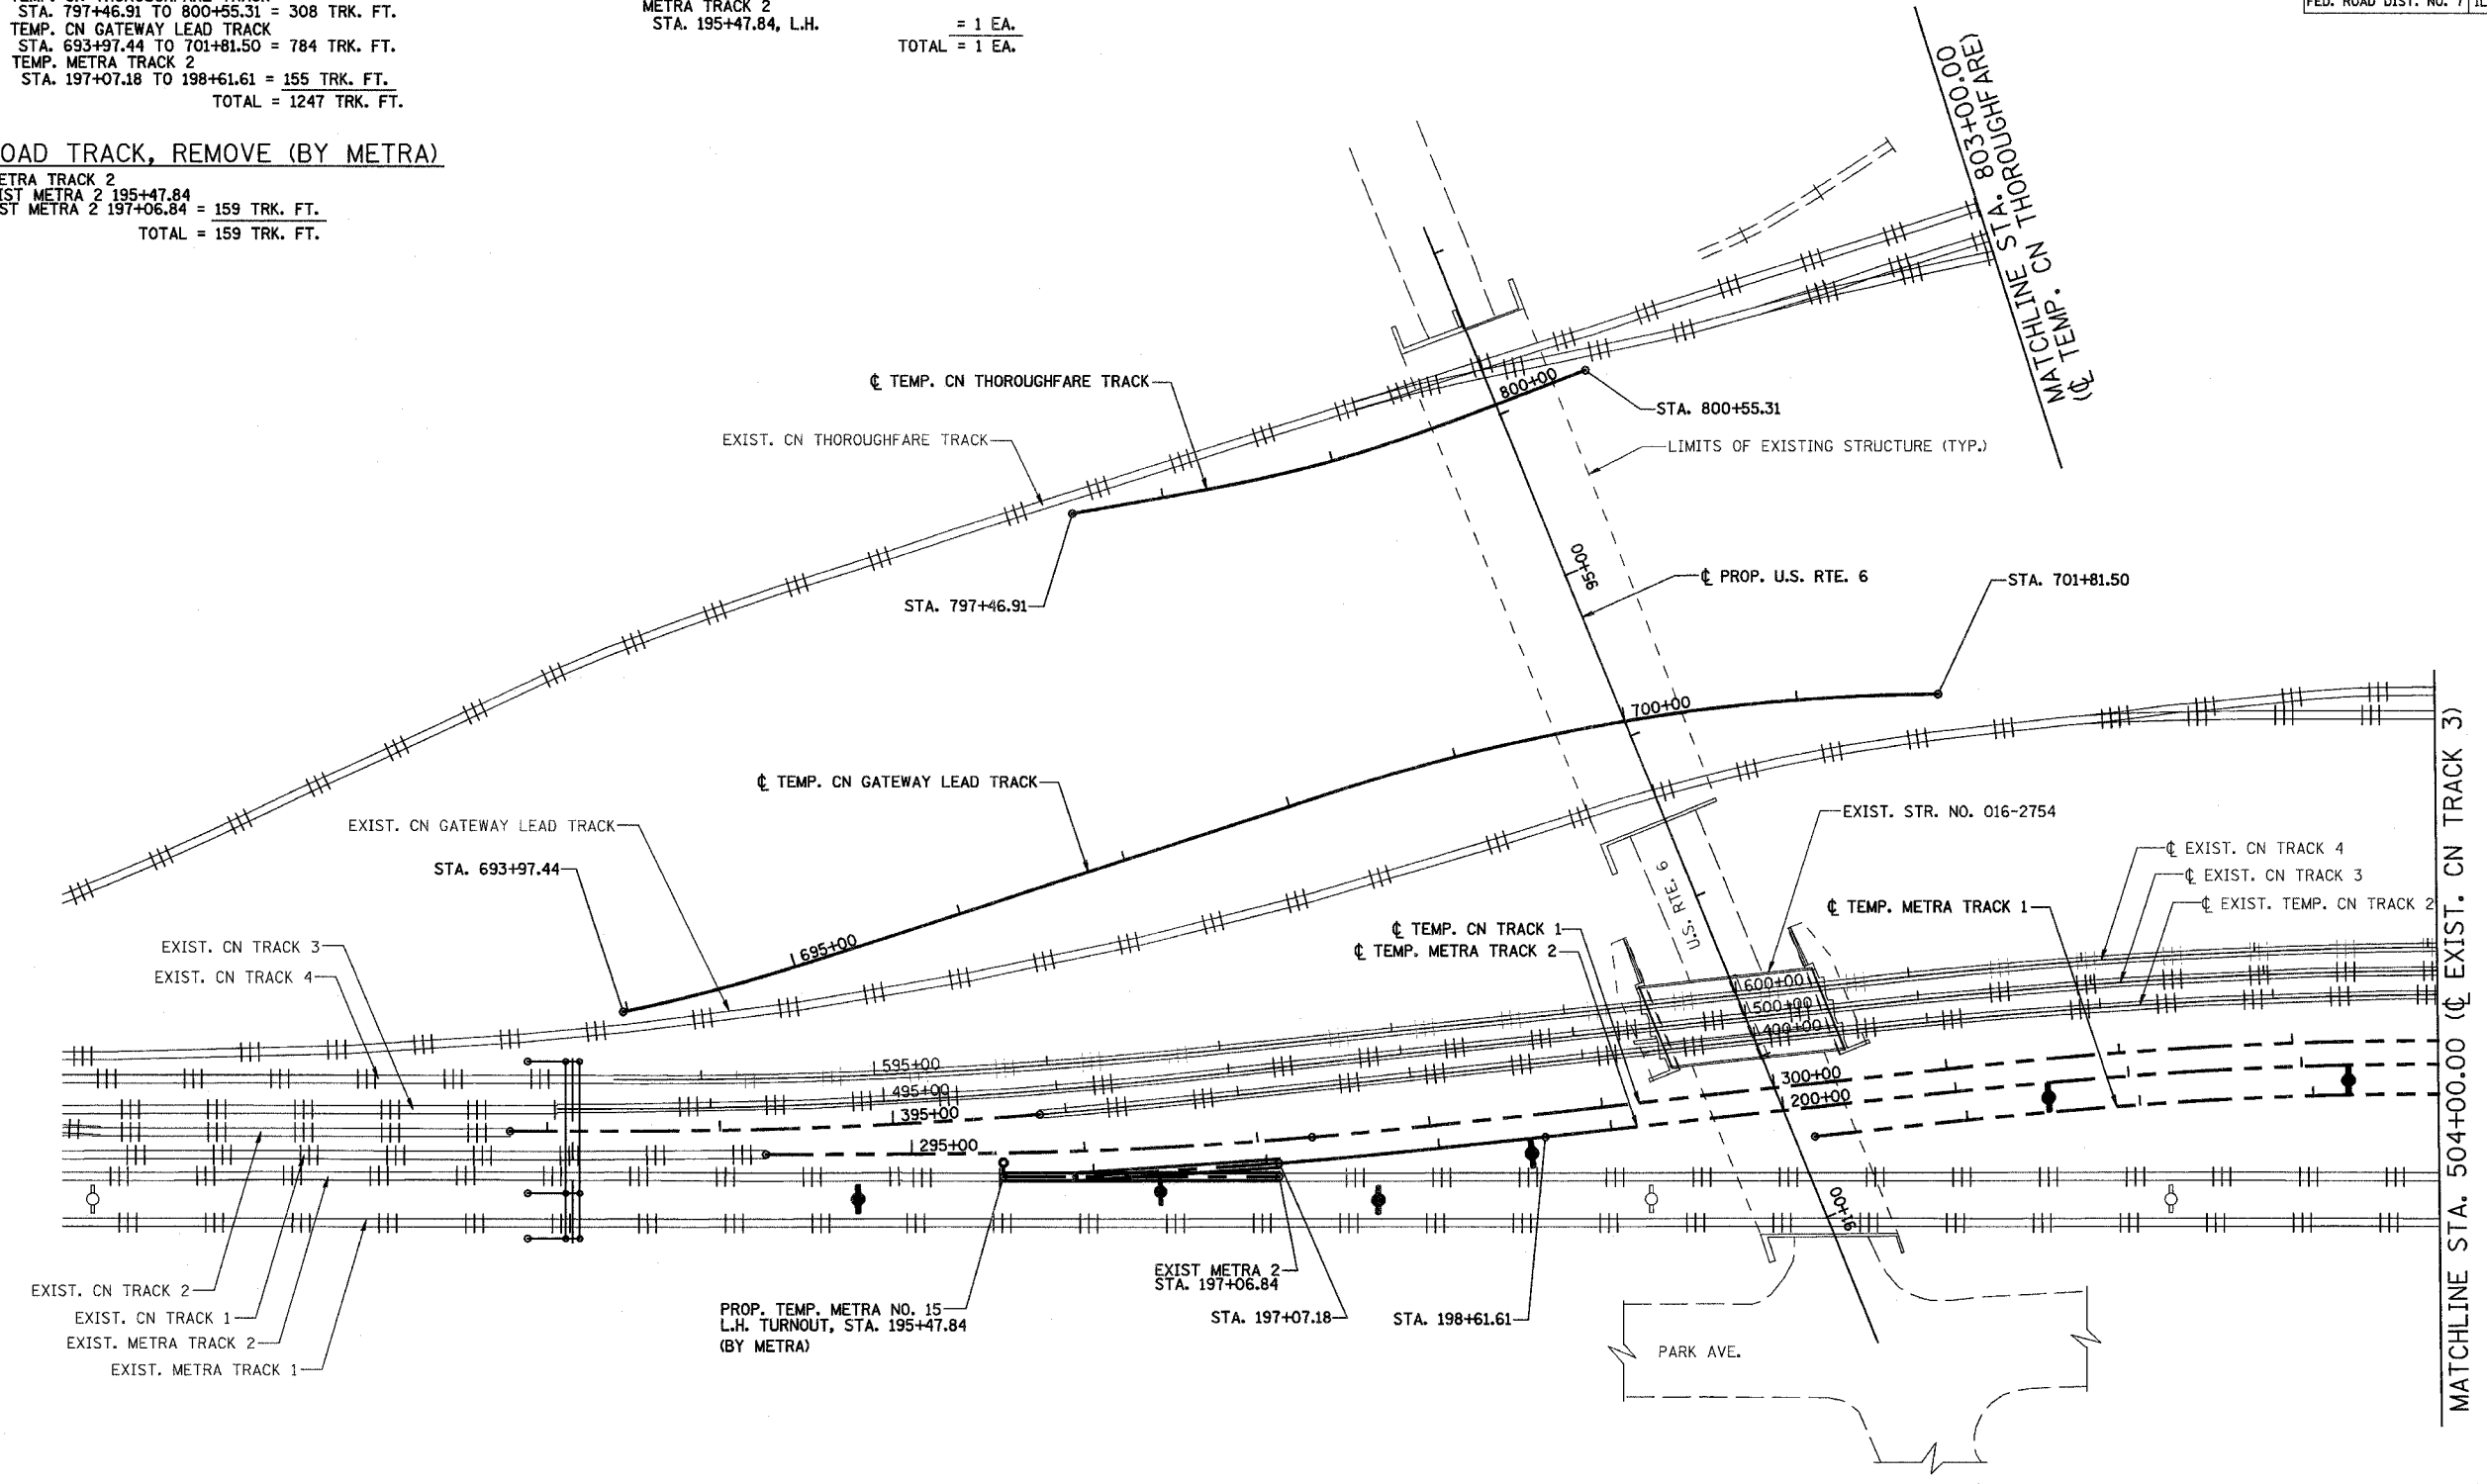 STA. 797+46.91 TO 800+55.31 = 308 TRK. FT.
TEMP. CN GATEWAY LEAD TRACK
STA. 693+97.44 TO 701+81.50 = 784 TRK. FT.
TEMP. METRA TRACK 2
STA. 197+07.18 TO 198+61.61 = 155 TRK. FT.
TOTAL = 1247 TRK. FT.
METRA TRACK 2
STA. 195+47.84, L.H. = 1 EA.
TOTAL = 1 EA.
FED. ROAD DIST. NO. 7
OAD TRACK, REMOVE (BY METRA)
ETRA TRACK 2
IST METRA 2 195+47.84
ST METRA 2 197+06.84 = 159 TRK. FT.
TOTAL = 159 TRK. FT.
MATCHLINE STA. 803+00.00
(℄ TEMP. CN THOROUGHFARE)
℄ TEMP. CN THOROUGHFARE TRACK
EXIST. CN THOROUGHFARE TRACK
800+00
STA. 800+55.31
LIMITS OF EXISTING STRUCTURE (TYP.)
STA. 797+46.91
95+00
℄ PROP. U.S. RTE. 6
STA. 701+81.50
700+00
℄ TEMP. CN GATEWAY LEAD TRACK
EXIST. CN GATEWAY LEAD TRACK
STA. 693+97.44
695+00
EXIST. STR. NO. 016-2754
U.S. RTE. 6
℄ EXIST. CN TRACK 4
℄ EXIST. CN TRACK 3
℄ EXIST. TEMP. CN TRACK 2
℄ TEMP. METRA TRACK 1
℄ TEMP. CN TRACK 1
℄ TEMP. METRA TRACK 2
EXIST. CN TRACK 3
EXIST. CN TRACK 4
600+00
500+00
400+00
300+00
200+00
595+00
495+00
395+00
295+00
91+00
EXIST. CN TRACK 2
EXIST. CN TRACK 1
EXIST. METRA TRACK 2
EXIST. METRA TRACK 1
PROP. TEMP. METRA NO. 15
L.H. TURNOUT, STA. 195+47.84
(BY METRA)
EXIST METRA 2
STA. 197+06.84
STA. 197+07.18
STA. 198+61.61
PARK AVE.
MATCHLINE STA. 504+00.00 (℄ EXIST. CN TRACK 3)